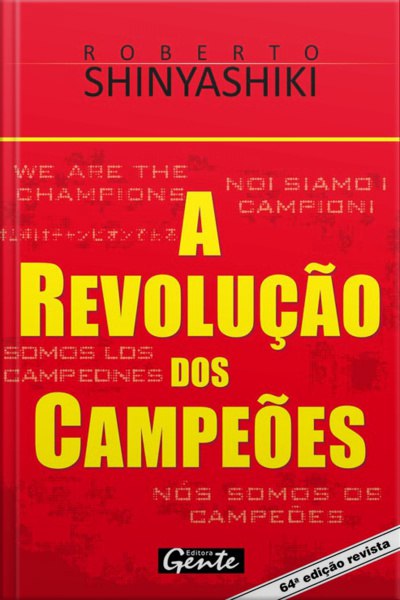 ROBERTO
SHINYASHIKI
WE ARE THE
CHAMPIONS
NOI SIAMO I
CAMPIONI
A
REVOLUÇÃO
DOS
CAMPEÕES
SOMOS LOS
CAMPEONES
NÓS SOMOS OS
CAMPEÕES
Editora
Gente
64ª edição revista